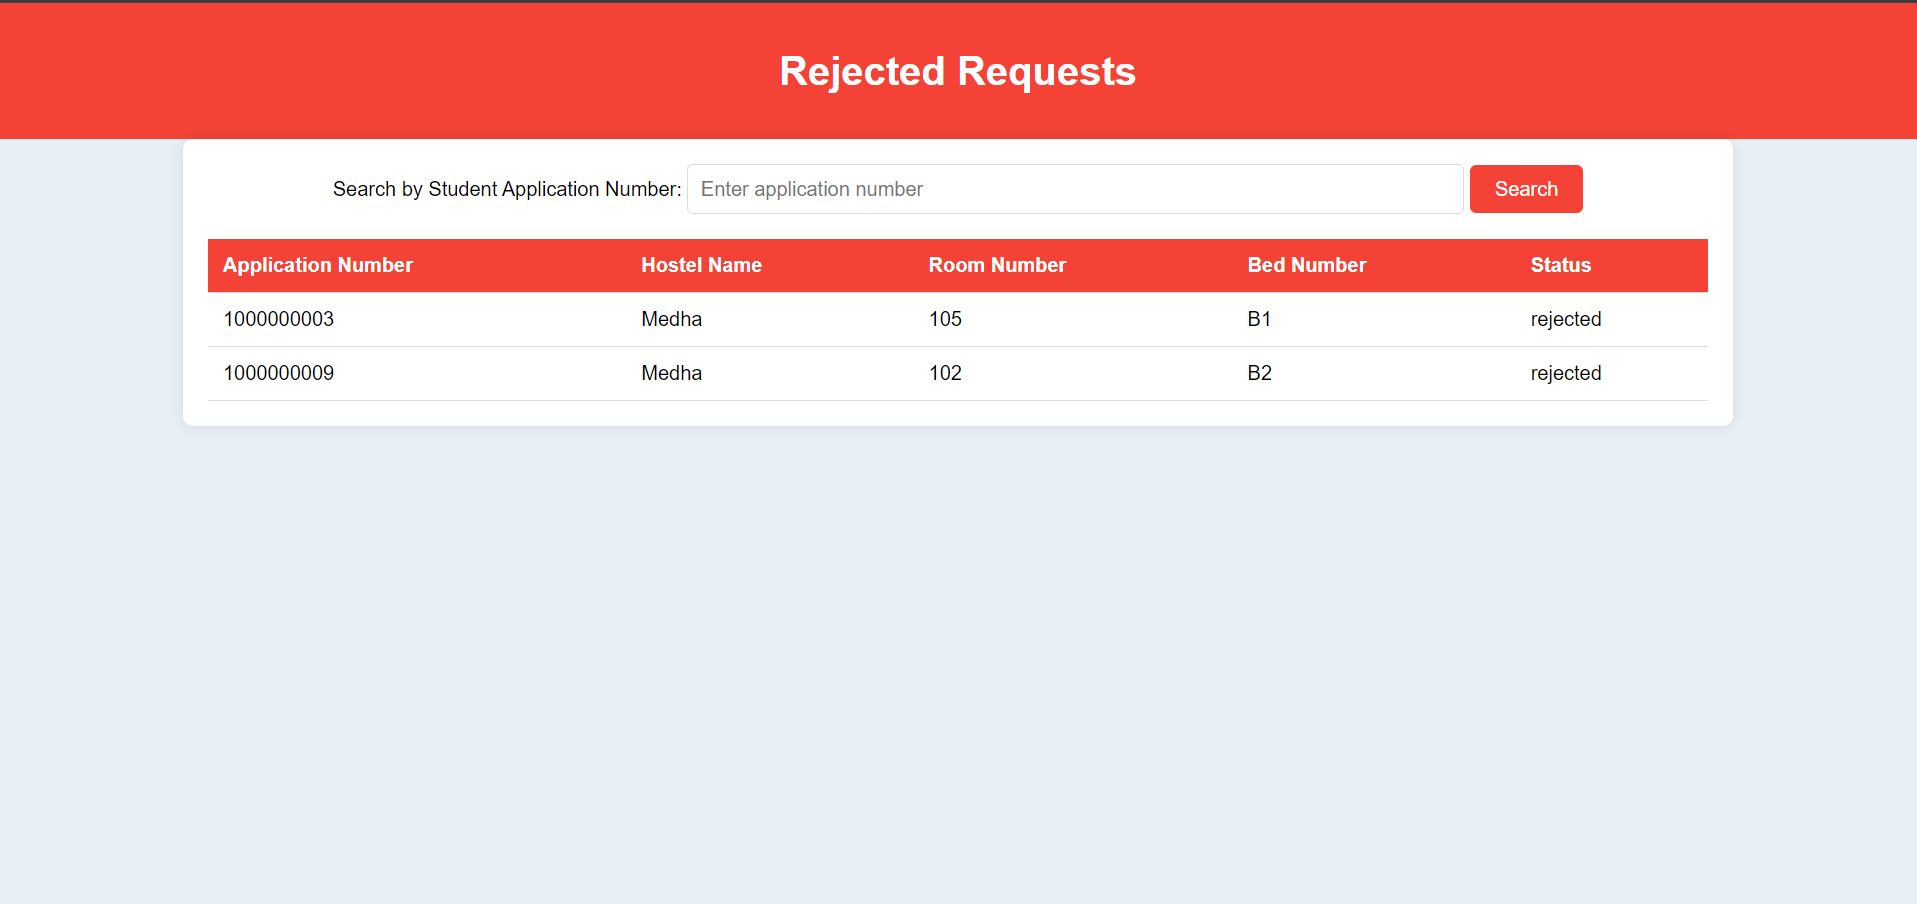 Rejected Requests
Search by Student Application Number: Enter application number Search
Application Number Hostel Name Room Number Bed Number Status
1000000003 Medha 105 B1 rejected
1000000009 Medha 102 B2 rejected